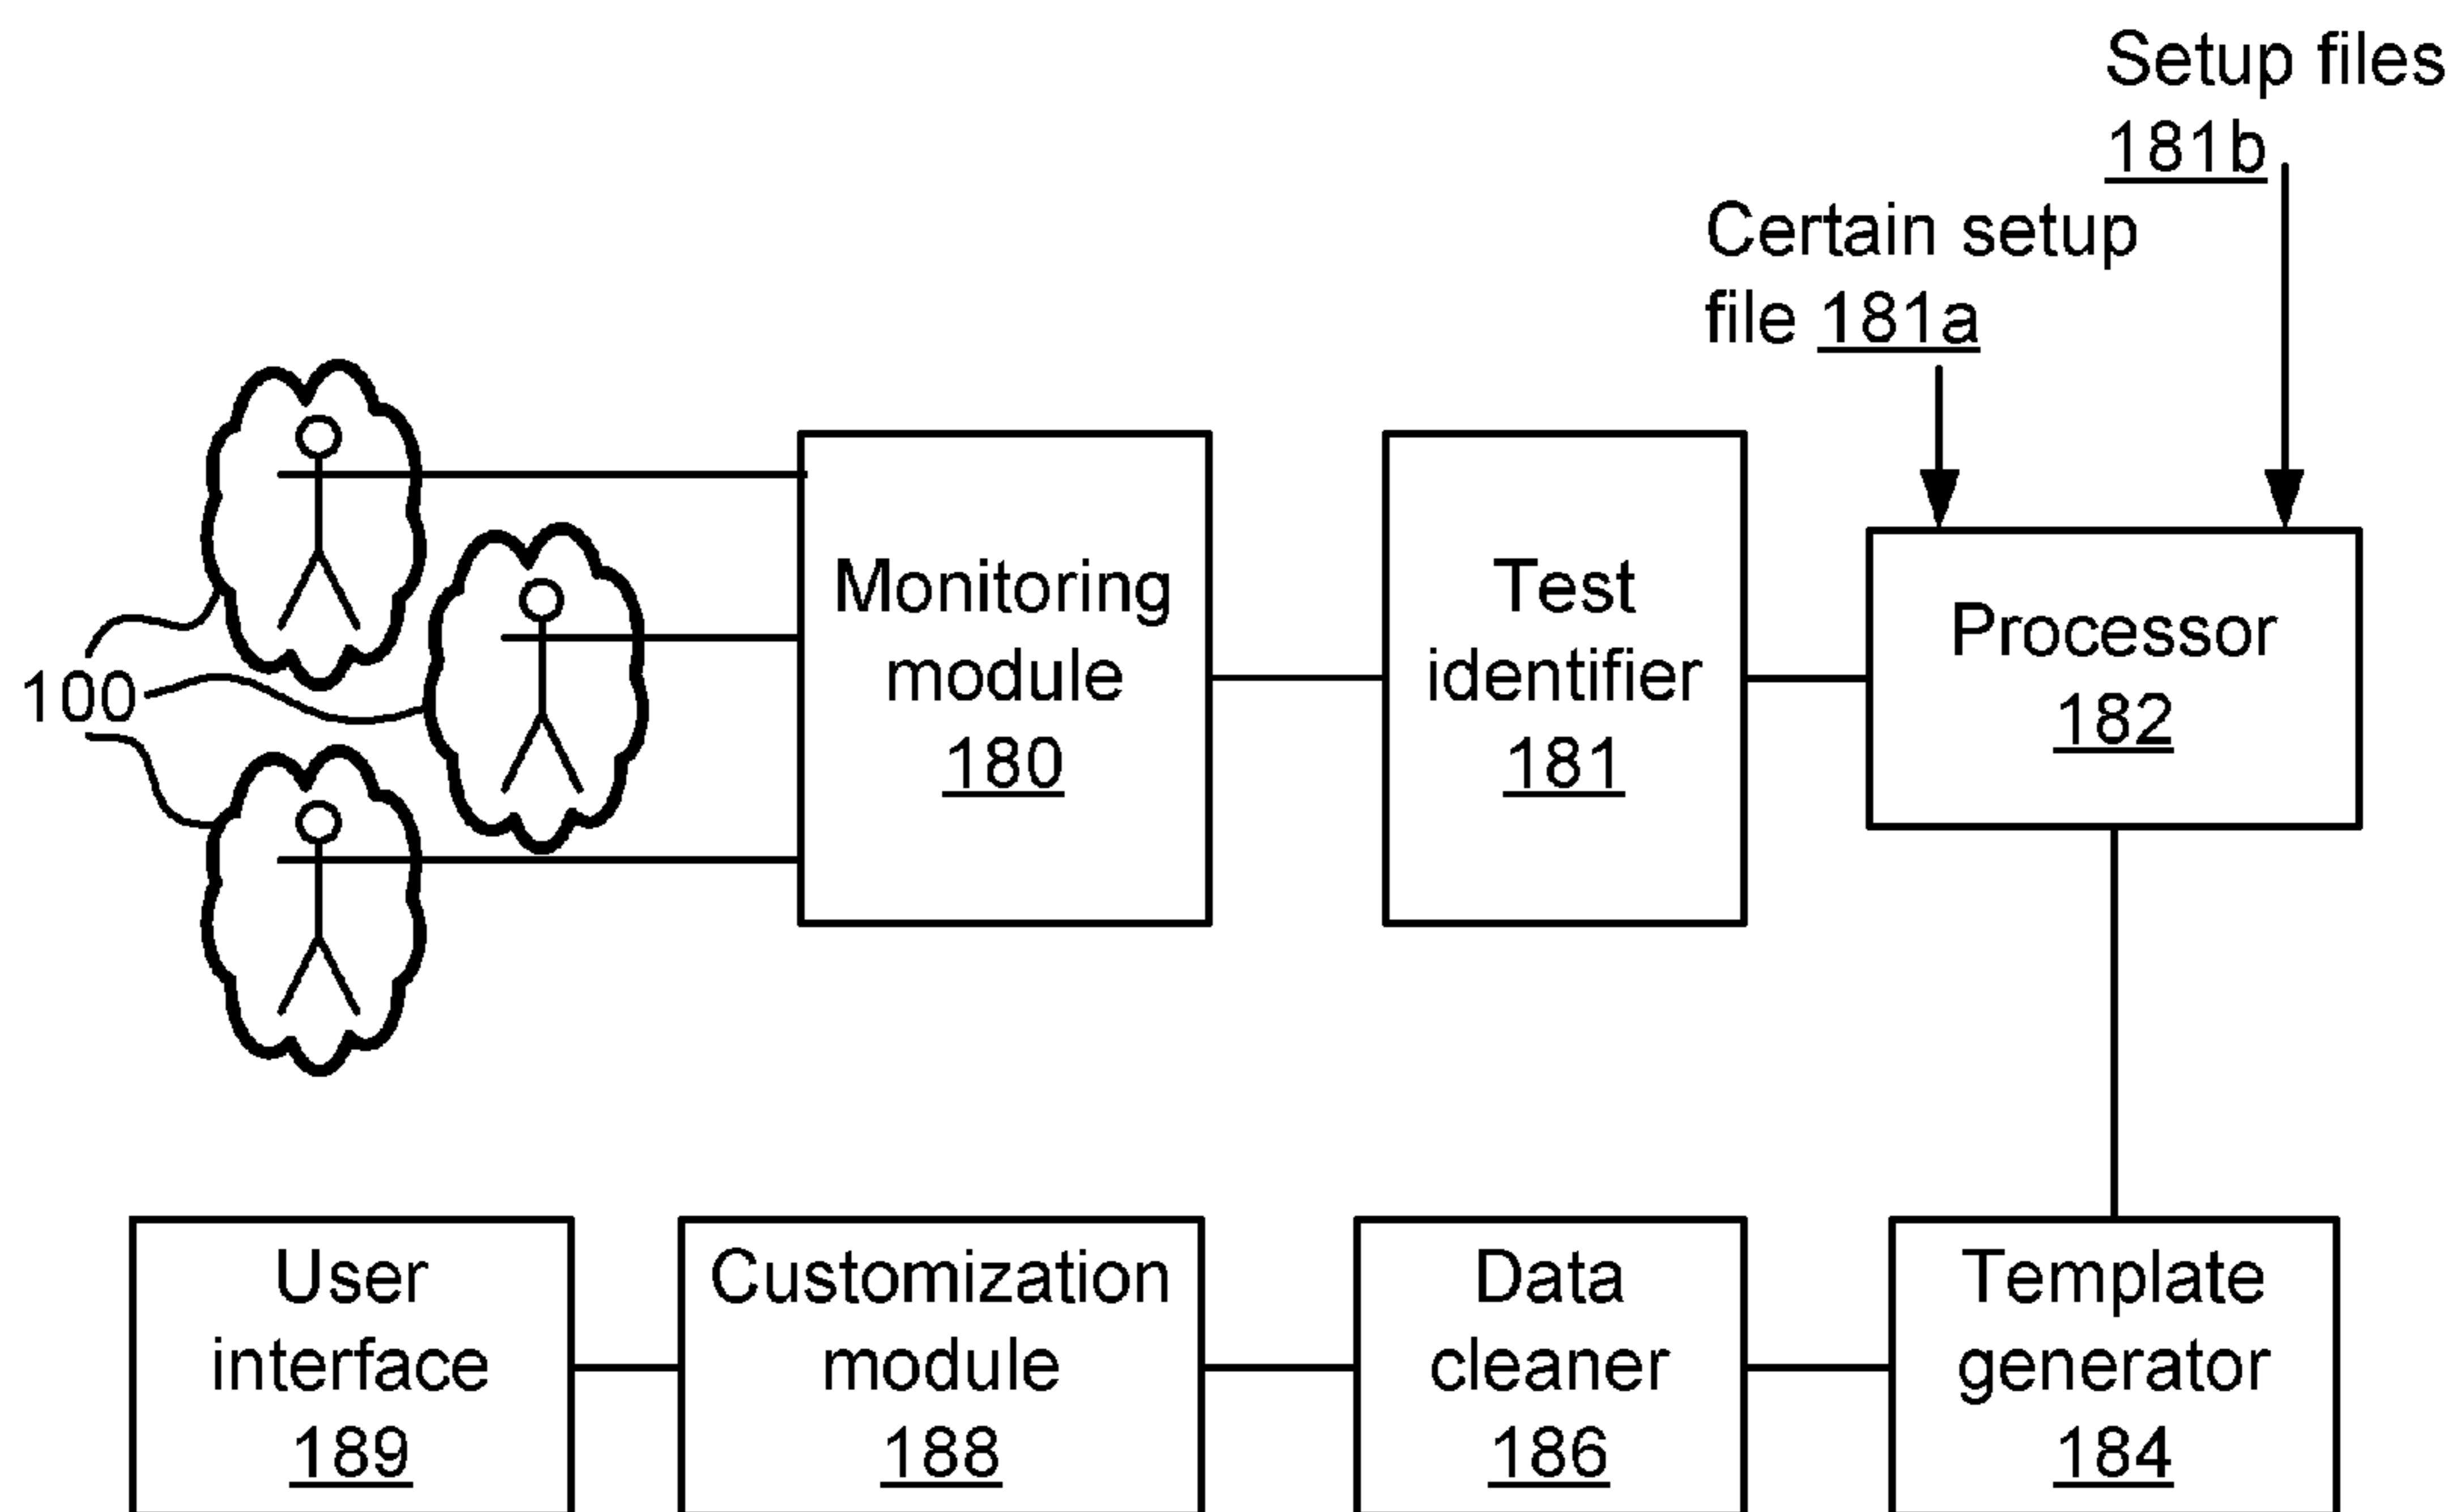 Setup files
181b
Certain setup
file 181a
100
Monitoring
module
180
Test
identifier
181
Processor
182
User
interface
189
Customization
module
188
Data
cleaner
186
Template
generator
184